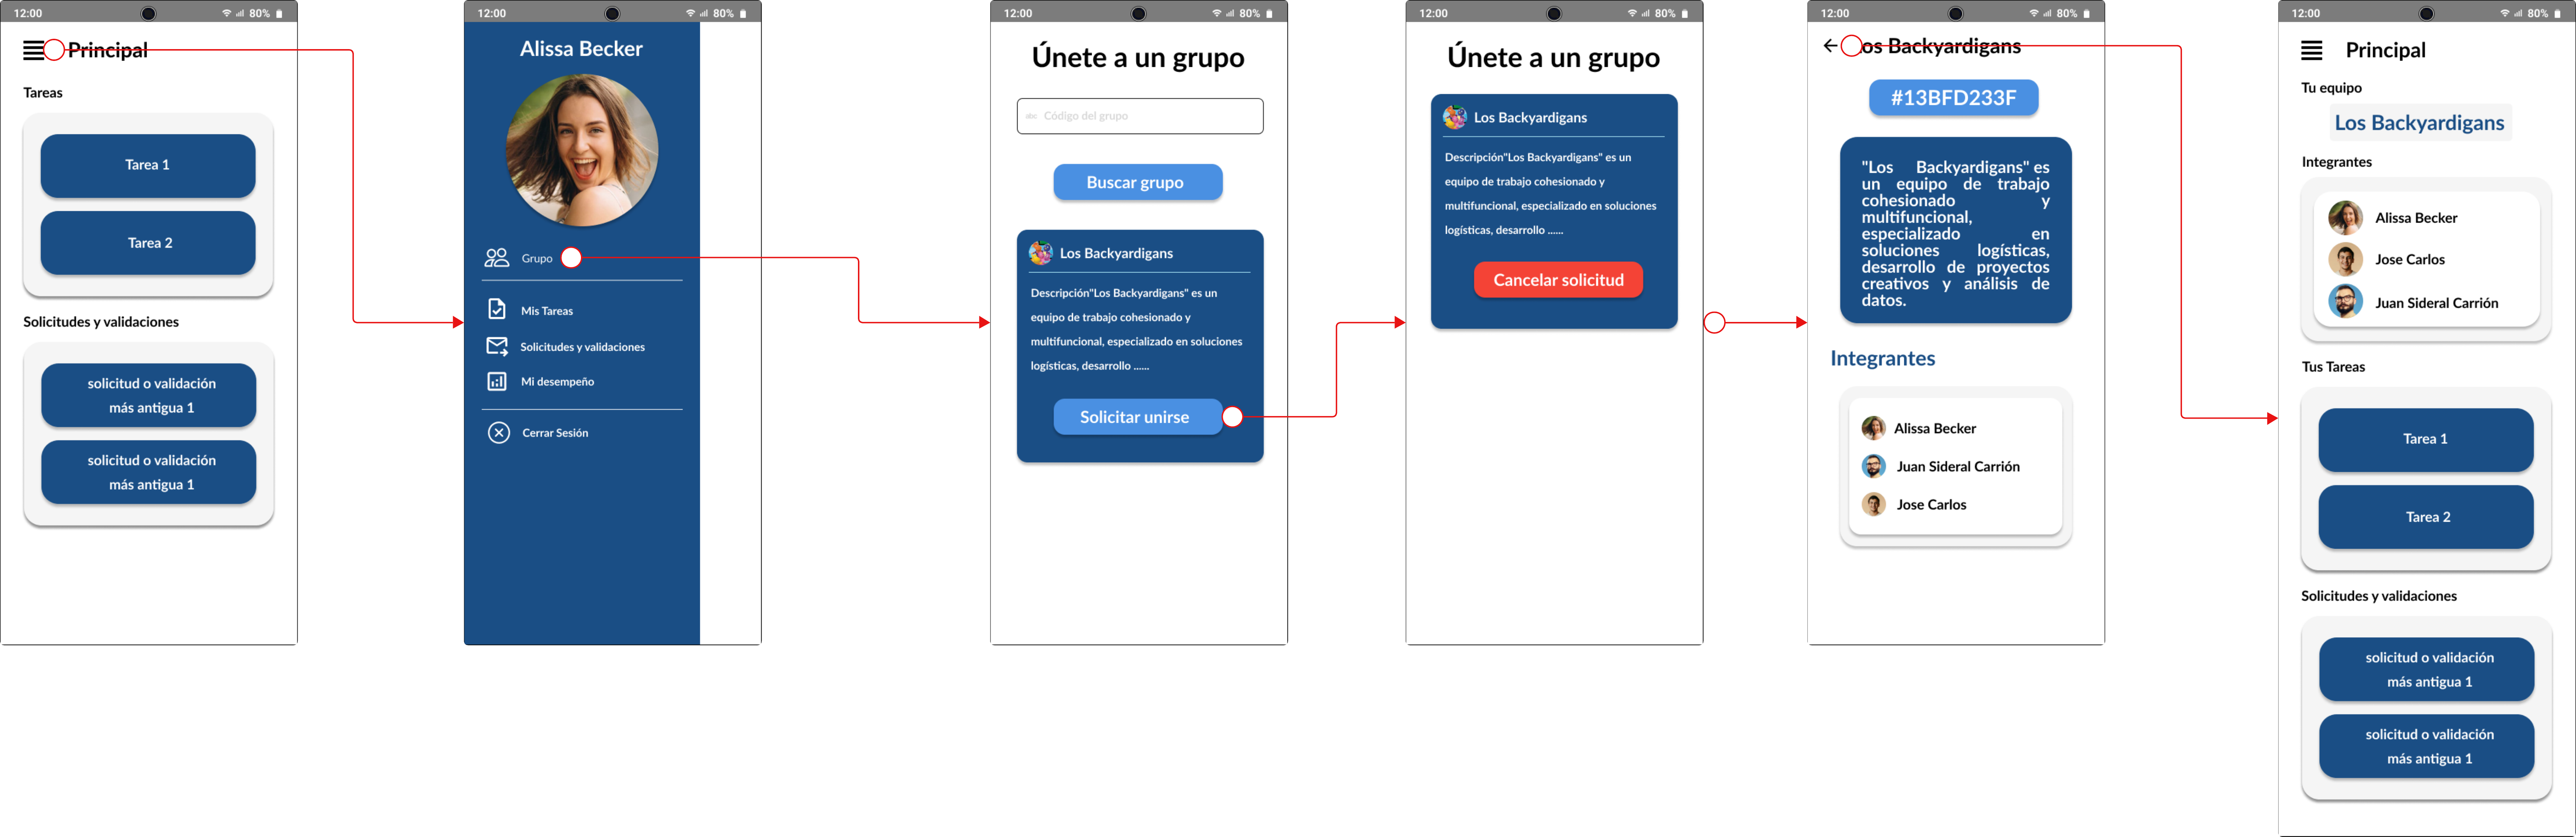 12:00
80%
Principal
Tareas
Tarea 1
Tarea 2
Solicitudes y validaciones
solicitud o validación
más antigua 1
solicitud o validación
más antigua 1
12:00
80%
Alissa Becker
Grupo
Mis Tareas
Solicitudes y validaciones
Mi desempeño
Cerrar Sesión
12:00
80%
Únete a un grupo
abc Código del grupo
Buscar grupo
Los Backyardigans
Descripción"Los Backyardigans" es un
equipo de trabajo cohesionado y
multifuncional, especializado en soluciones
logísticas, desarrollo ......
Solicitar unirse
12:00
80%
Únete a un grupo
Los Backyardigans
Descripción"Los Backyardigans" es un
equipo de trabajo cohesionado y
multifuncional, especializado en soluciones
logísticas, desarrollo ......
Cancelar solicitud
12:00
80%
Los Backyardigans
#13BFD233F
"Los Backyardigans" es
un equipo de trabajo
cohesionado y
multifuncional,
especializado en
soluciones logísticas,
desarrollo de proyectos
creativos y análisis de
datos.
Integrantes
Alissa Becker
Juan Sideral Carrión
Jose Carlos
12:00
80%
Principal
Tu equipo
Los Backyardigans
Integrantes
Alissa Becker
Jose Carlos
Juan Sideral Carrión
Tus Tareas
Tarea 1
Tarea 2
Solicitudes y validaciones
solicitud o validación
más antigua 1
solicitud o validación
más antigua 1